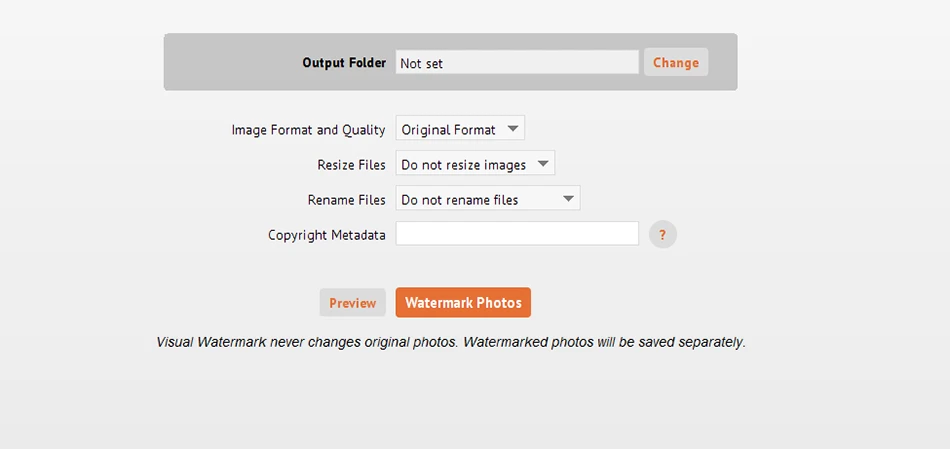 Output Folder Not set Change
Image Format and Quality Original Format
Resize Files Do not resize images
Rename Files Do not rename files
Copyright Metadata ?
Preview Watermark Photos
Visual Watermark never changes original photos. Watermarked photos will be saved separately.